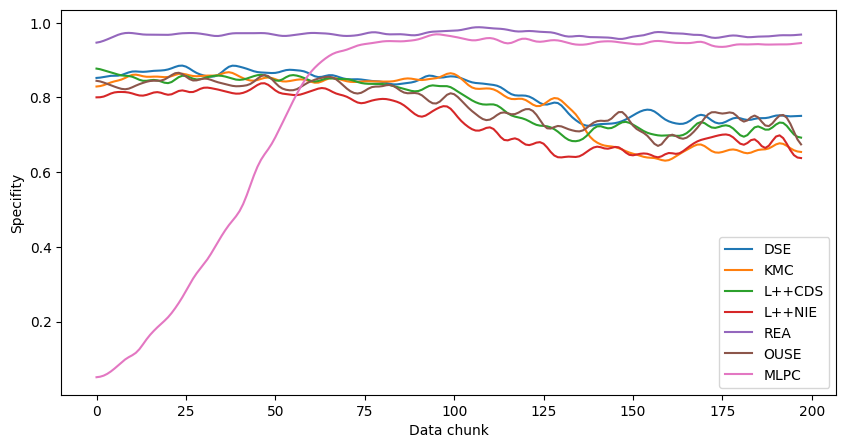 1.0
0.8
0.6
0.4
0.2
Specifity
0
25
50
75
100
125
150
175
200
Data chunk
DSE
KMC
L++CDS
L++NIE
REA
OUSE
MLPC